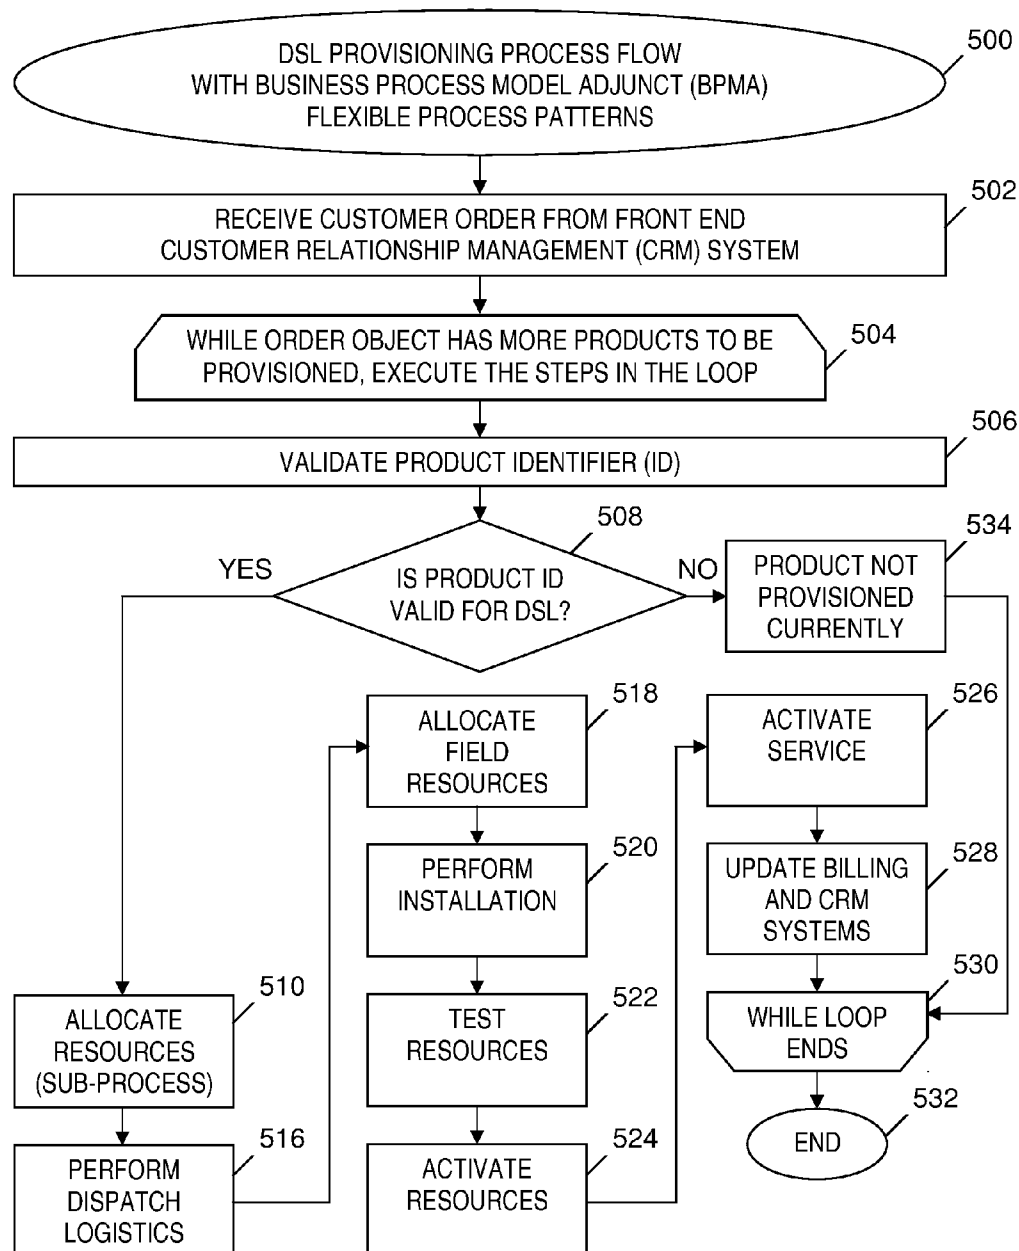 DSL PROVISIONING PROCESS FLOW
WITH BUSINESS PROCESS MODEL ADJUNCT (BPMA)
FLEXIBLE PROCESS PATTERNS
500
RECEIVE CUSTOMER ORDER FROM FRONT END
CUSTOMER RELATIONSHIP MANAGEMENT (CRM) SYSTEM
502
WHILE ORDER OBJECT HAS MORE PRODUCTS TO BE
PROVISIONED, EXECUTE THE STEPS IN THE LOOP
504
VALIDATE PRODUCT IDENTIFIER (ID)
506
IS PRODUCT ID
VALID FOR DSL?
508
YES
NO
PRODUCT NOT
PROVISIONED
CURRENTLY
534
ALLOCATE
RESOURCES
(SUB-PROCESS)
510
PERFORM
DISPATCH
LOGISTICS
516
ALLOCATE
FIELD
RESOURCES
518
PERFORM
INSTALLATION
520
TEST
RESOURCES
522
ACTIVATE
RESOURCES
524
ACTIVATE
SERVICE
526
UPDATE BILLING
AND CRM
SYSTEMS
528
WHILE LOOP
ENDS
530
END
532